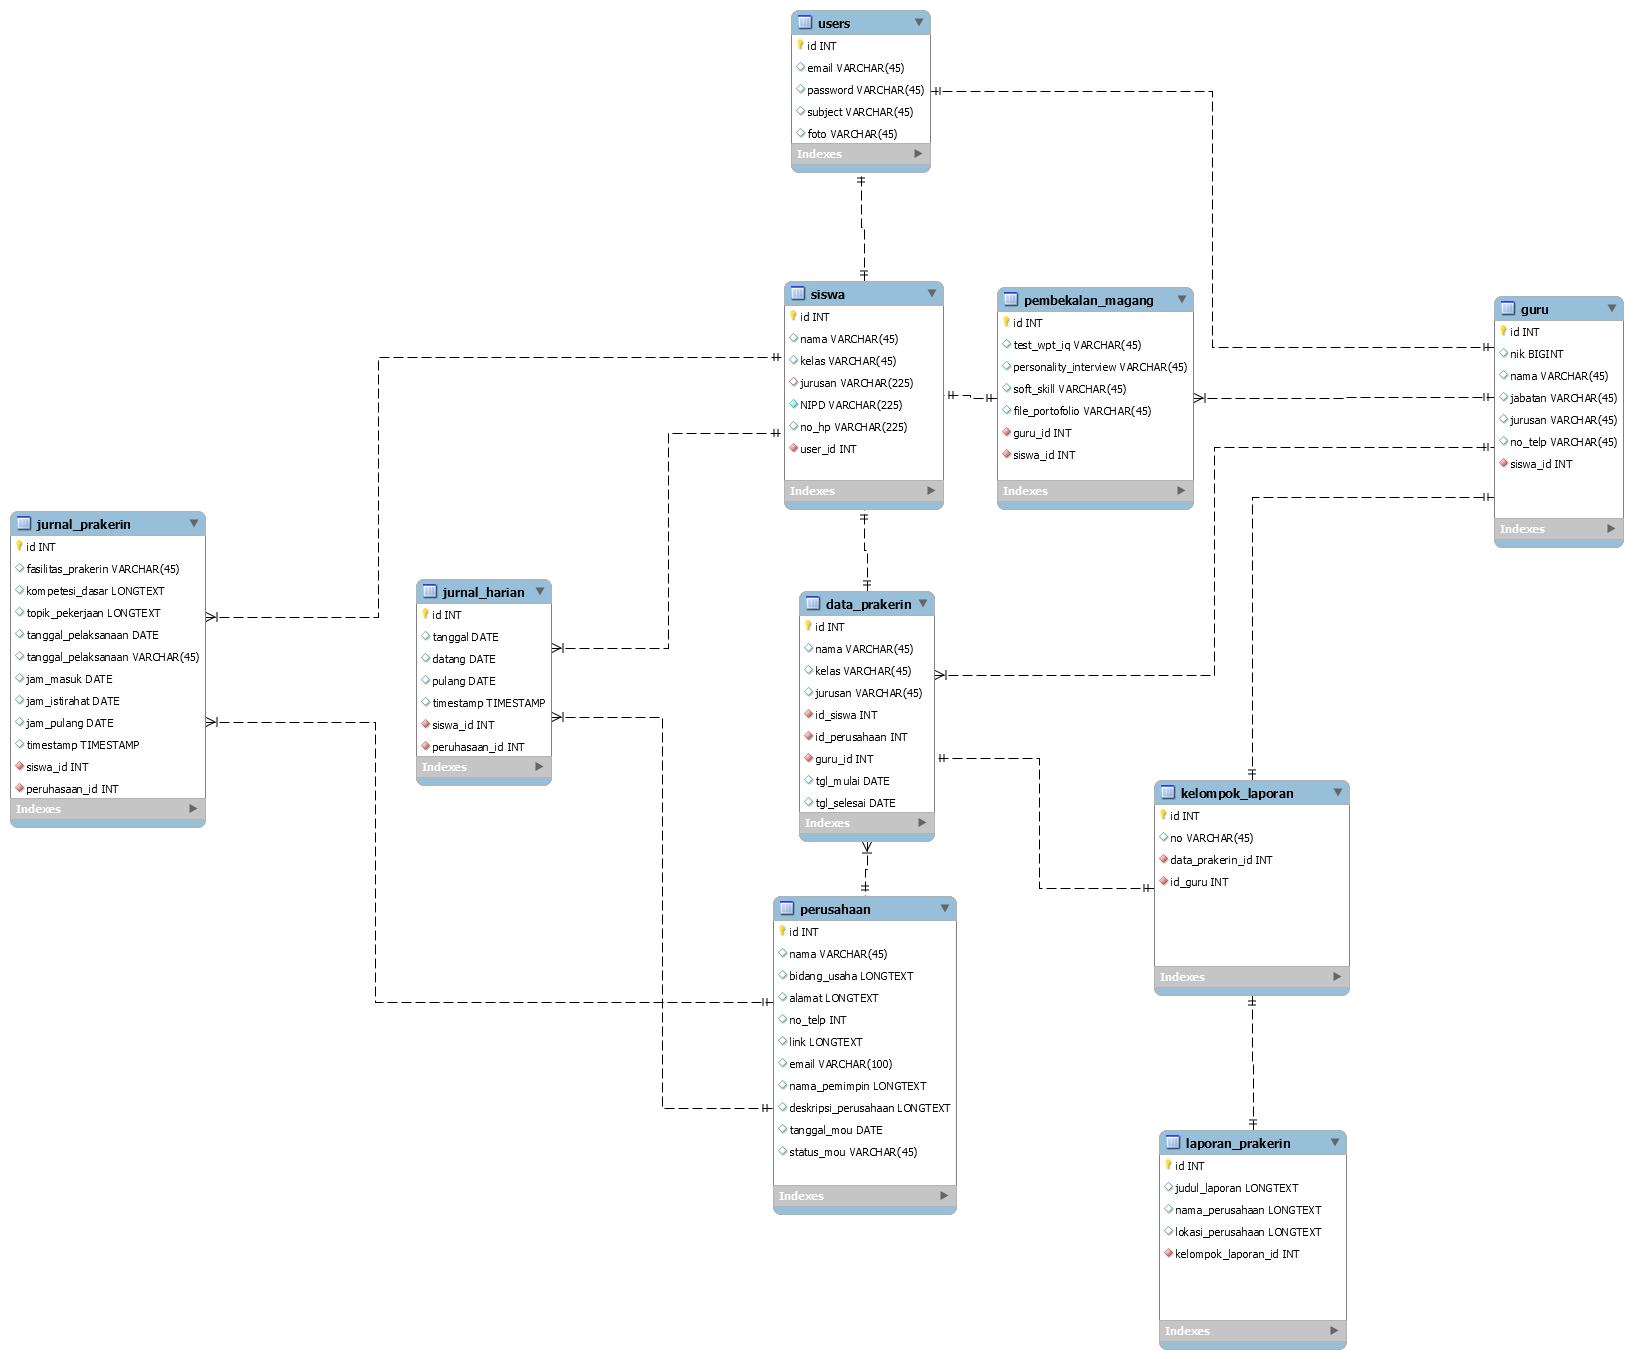 users
id INT
email VARCHAR(45)
password VARCHAR(45)
subject VARCHAR(45)
foto VARCHAR(45)
Indexes
siswa
id INT
nama VARCHAR(45)
kelas VARCHAR(45)
jurusan VARCHAR(225)
NIPD VARCHAR(225)
no_hp VARCHAR(225)
user_id INT
Indexes
pembekalan_magang
id INT
test_wpt_iq VARCHAR(45)
personality_interview VARCHAR(45)
soft_skill VARCHAR(45)
file_portofolio VARCHAR(45)
guru_id INT
siswa_id INT
Indexes
guru
id INT
nik BIGINT
nama VARCHAR(45)
jabatan VARCHAR(45)
jurusan VARCHAR(45)
no_telp VARCHAR(45)
siswa_id INT
Indexes
jurnal_prakerin
id INT
fasilitas_prakerin VARCHAR(45)
kompetesi_dasar LONGTEXT
topik_pekerjaan LONGTEXT
tanggal_pelaksanaan DATE
tanggal_pelaksanaan VARCHAR(45)
jam_masuk DATE
jam_istirahat DATE
jam_pulang DATE
timestamp TIMESTAMP
siswa_id INT
peruhasaan_id INT
Indexes
jurnal_harian
id INT
tanggal DATE
datang DATE
pulang DATE
timestamp TIMESTAMP
siswa_id INT
peruhasaan_id INT
Indexes
data_prakerin
id INT
nama VARCHAR(45)
kelas VARCHAR(45)
jurusan VARCHAR(45)
id_siswa INT
id_perusahaan INT
guru_id INT
tgl_mulai DATE
tgl_selesai DATE
Indexes
kelompok_laporan
id INT
no VARCHAR(45)
data_prakerin_id INT
id_guru INT
Indexes
perusahaan
id INT
nama VARCHAR(45)
bidang_usaha LONGTEXT
alamat LONGTEXT
no_telp INT
link LONGTEXT
email VARCHAR(100)
nama_pemimpin LONGTEXT
deskripsi_perusahaan LONGTEXT
tanggal_mou DATE
status_mou VARCHAR(45)
Indexes
laporan_prakerin
id INT
judul_laporan LONGTEXT
nama_perusahaan LONGTEXT
lokasi_perusahaan LONGTEXT
kelompok_laporan_id INT
Indexes